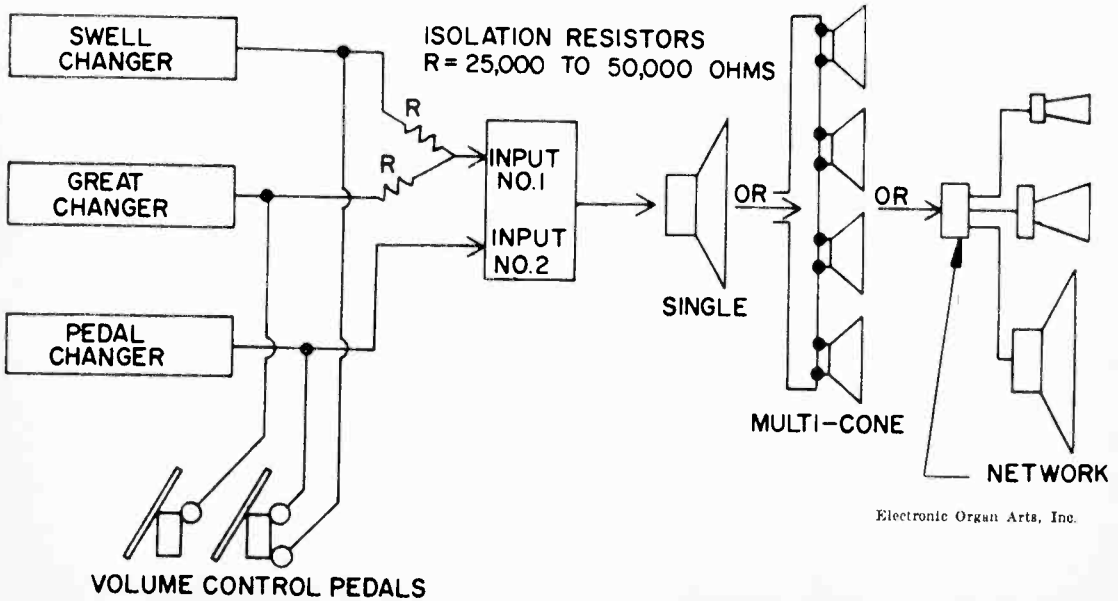 SWELL
CHANGER
ISOLATION RESISTORS
R = 25,000 TO 50,000 OHMS
R
R
GREAT
CHANGER
INPUT
NO.1
INPUT
NO.2
OR
OR
SINGLE
PEDAL
CHANGER
MULTI-CONE
NETWORK
Electronic Organ Arts, Inc.
VOLUME CONTROL PEDALS